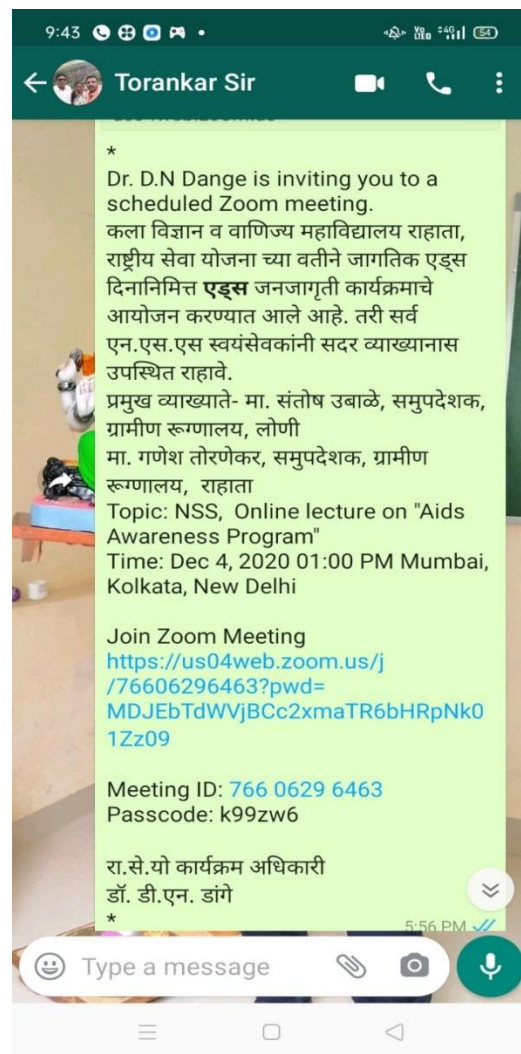 9:43
54
Torankar Sir
*
Dr. D.N Dange is inviting you to a
scheduled Zoom meeting.
कला विज्ञान व वाणिज्य महाविद्यालय राहाता,
राष्ट्रीय सेवा योजना च्या वतीने जागतिक एड्स
दिनानिमित्त एड्स जनजागृती कार्यक्रमाचे
आयोजन करण्यात आले आहे. तरी सर्व
एन.एस.एस स्वयंसेवकांनी सदर व्याख्यानास
उपस्थित राहावे.
प्रमुख व्याख्याते- मा. संतोष उबाळे, समुपदेशक,
ग्रामीण रूग्णालय, लोणी
मा. गणेश तोरणेकर, समुपदेशक, ग्रामीण
रूग्णालय, राहाता
Topic: NSS, Online lecture on "Aids
Awareness Program"
Time: Dec 4, 2020 01:00 PM Mumbai,
Kolkata, New Delhi
Join Zoom Meeting
https://us04web.zoom.us/j
/76606296463?pwd=
MDJEbTdWVjBCc2xmaTR6bHRpNk0
1Zz09
Meeting ID: 766 0629 6463
Passcode: k99zw6
रा.से.यो कार्यक्रम अधिकारी
डॉ. डी.एन. डांगे
*
5:56 PM
Type a message